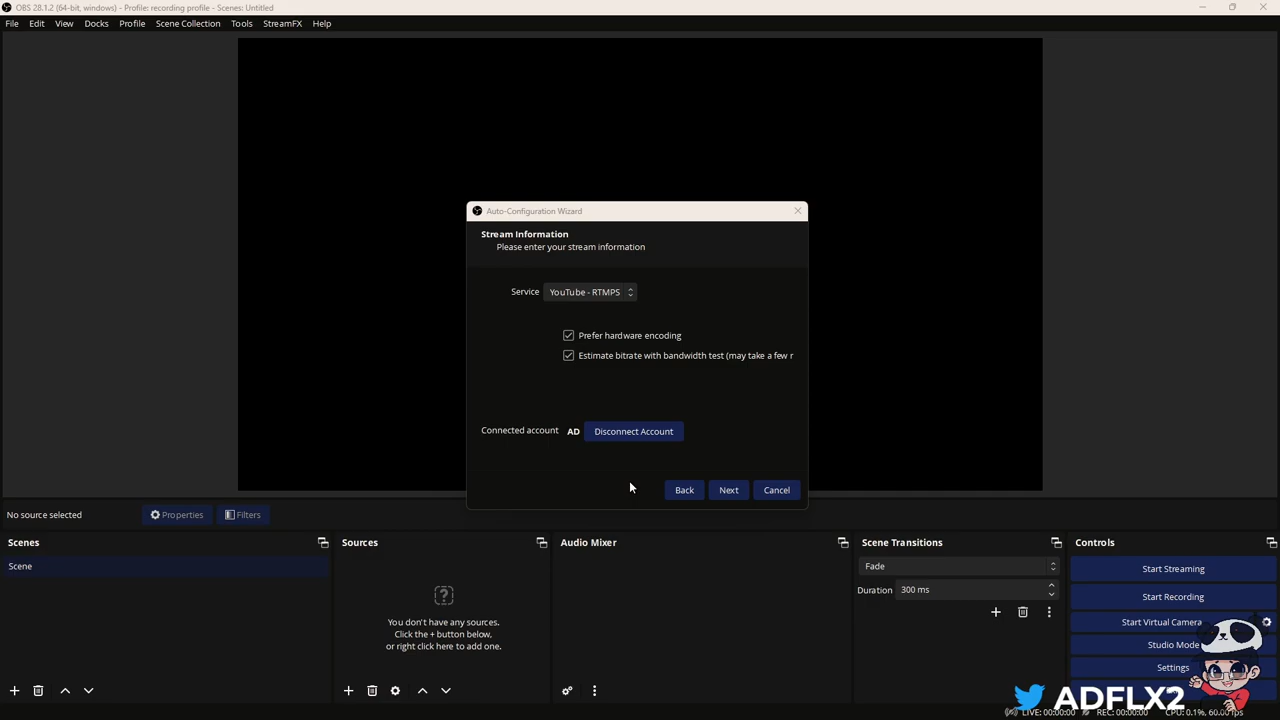 OBS 28.1.2 (64-bit, windows) - Profile: recording profile - Scenes: Untitled
File Edit View Docks Profile Scene Collection Tools StreamFX Help
Auto-Configuration Wizard
Stream Information
Please enter your stream information
Service YouTube - RTMPS
Prefer hardware encoding
Estimate bitrate with bandwidth test (may take a few r
Connected account AD Disconnect Account
Back Next Cancel
No source selected Properties Filters
Scenes Sources Audio Mixer Scene Transitions Controls
Scene
Fade
Duration 300 ms
You don't have any sources.
Click the + button below,
or right click here to add one.
Start Streaming
Start Recording
Start Virtual Camera
Studio Mode
Settings
ADFLX2
LIVE: 00:00:00 REC: 00:00:00 CPU: 0.1%, 60.00 fps